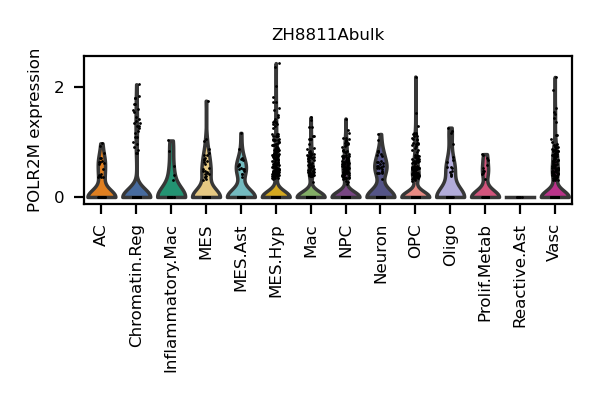 ZH8811Abulk
POLR2M expression
2
0
AC
Chromatin.Reg
Inflammatory.Mac
MES
MES.Ast
MES.Hyp
Mac
NPC
Neuron
OPC
Oligo
Prolif.Metab
Reactive.Ast
Vasc